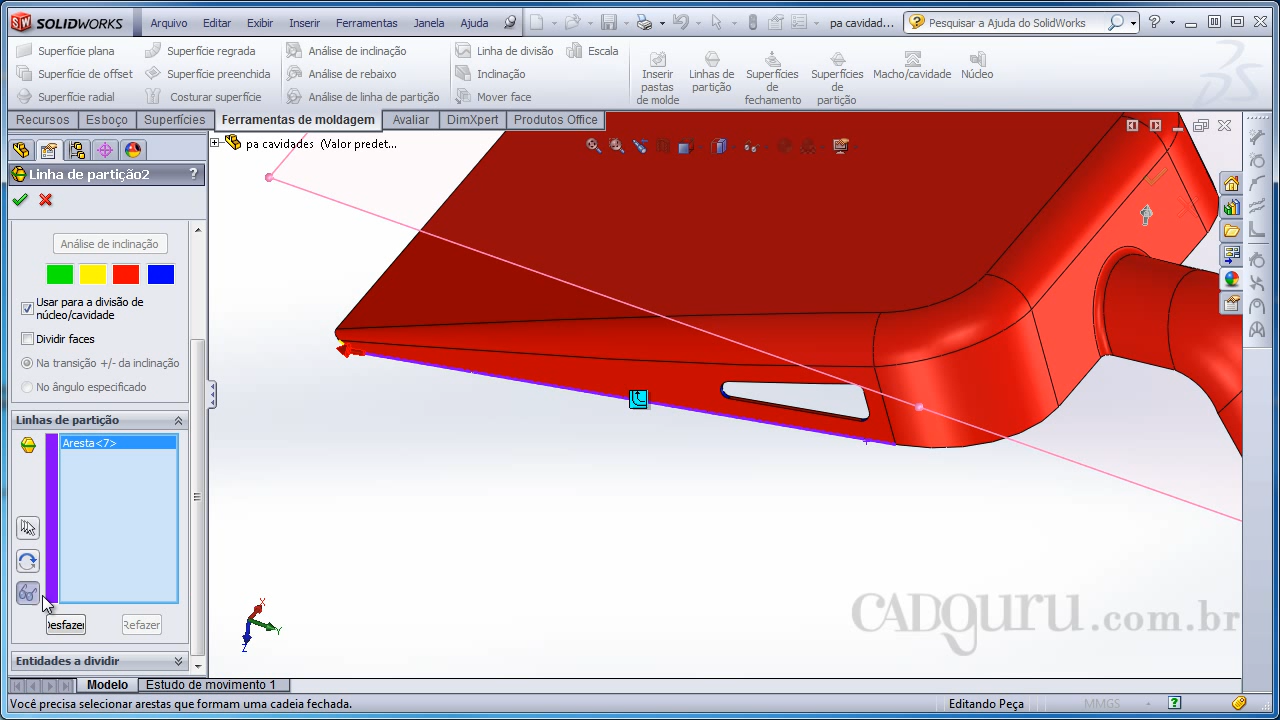 SOLIDWORKS
Arquivo Editar Exibir Inserir Ferramentas Janela Ajuda
pa cavidad...
Pesquisar a Ajuda do SolidWorks
?
Superfície plana
Superfície regrada
Análise de inclinação
Linha de divisão
Escala
Superfície de offset
Superfície preenchida
Análise de rebaixo
Inclinação
Superfície radial
Costurar superfície
Análise de linha de partição
Mover face
Inserir pastas de molde
Linhas de partição
Superfícies de fechamento
Superfícies de partição
Macho/cavidade
Núcleo
Recursos Esboço Superfícies Ferramentas de moldagem Avaliar DimXpert Produtos Office
pa cavidades (Valor predet...
Linha de partição2 ?
Análise de inclinação
Usar para a divisão de
núcleo/cavidade
Dividir faces
Na transição +/- da inclinação
No ângulo especificado
Linhas de partição
Aresta<7>
Desfazer
Refazer
Entidades a dividir
X
Y
Z
CADGURU.com.br
Modelo
Estudo de movimento 1
Você precisa selecionar arestas que formam uma cadeia fechada.
Editando Peça
MMGS
?